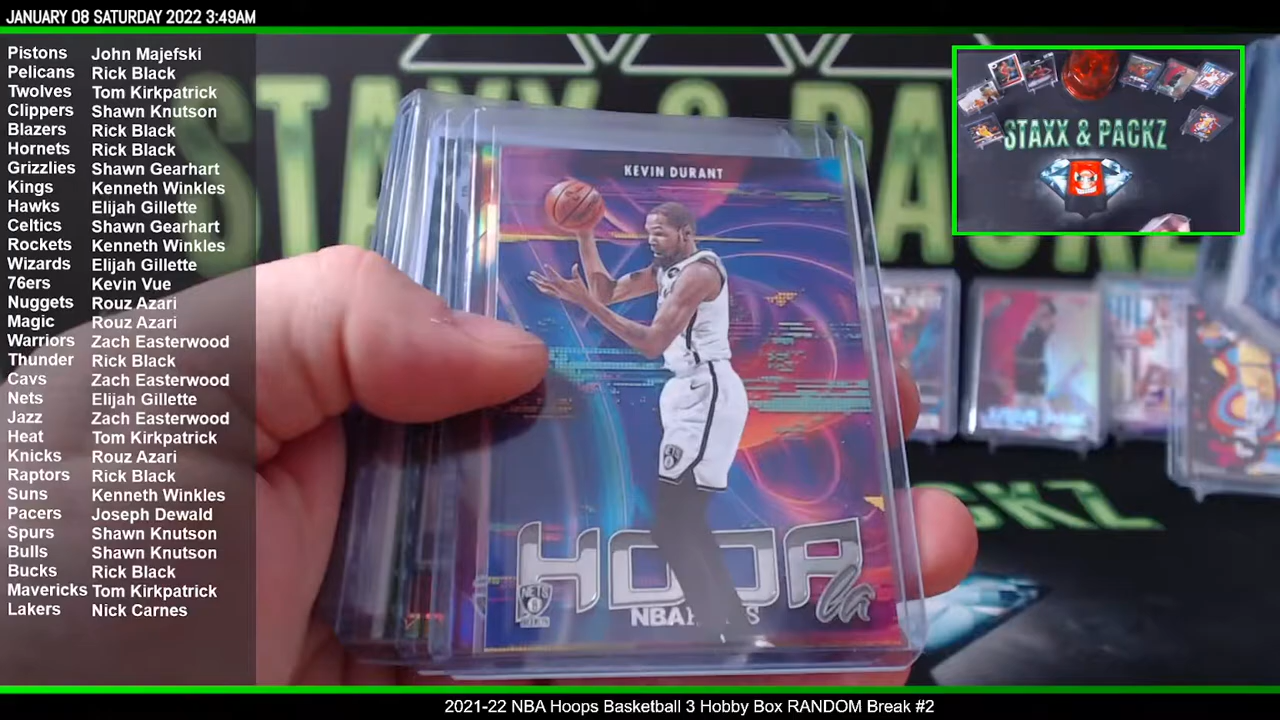 JANUARY 08 SATURDAY 2022 3:49AM
Pistons John Majefski
Pelicans Rick Black
Twolves Tom Kirkpatrick
Clippers Shawn Knutson
Blazers Rick Black
Hornets Rick Black
Grizzlies Shawn Gearhart
Kings Kenneth Winkles
Hawks Elijah Gillette
Celtics Shawn Gearhart
Rockets Kenneth Winkles
Wizards Elijah Gillette
76ers Kevin Vue
Nuggets Rouz Azari
Magic Rouz Azari
Warriors Zach Easterwood
Thunder Rick Black
Cavs Zach Easterwood
Nets Elijah Gillette
Jazz Zach Easterwood
Heat Tom Kirkpatrick
Knicks Rouz Azari
Raptors Rick Black
Suns Kenneth Winkles
Pacers Joseph Dewald
Spurs Shawn Knutson
Bulls Shawn Knutson
Bucks Rick Black
Mavericks Tom Kirkpatrick
Lakers Nick Carnes
STAXX & PACKZ
KEVIN DURANT
HOOP
la
NBA
NETS
STAXX & PACKZ
2021-22 NBA Hoops Basketball 3 Hobby Box RANDOM Break #2